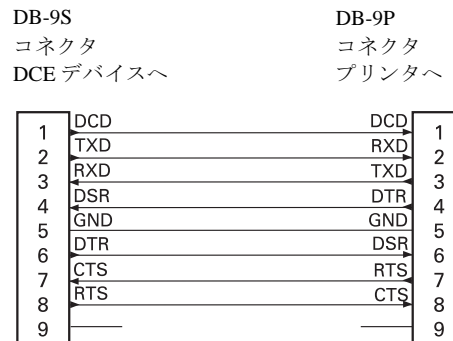 DB-9S
コネクタ
DCE デバイスへ
DB-9P
コネクタ
プリンタへ
1 DCD DCD 1
2 TXD RXD 2
3 RXD TXD 3
4 DSR DTR 4
5 GND GND 5
6 DTR DSR 6
7 CTS RTS 7
8 RTS CTS 8
9 9